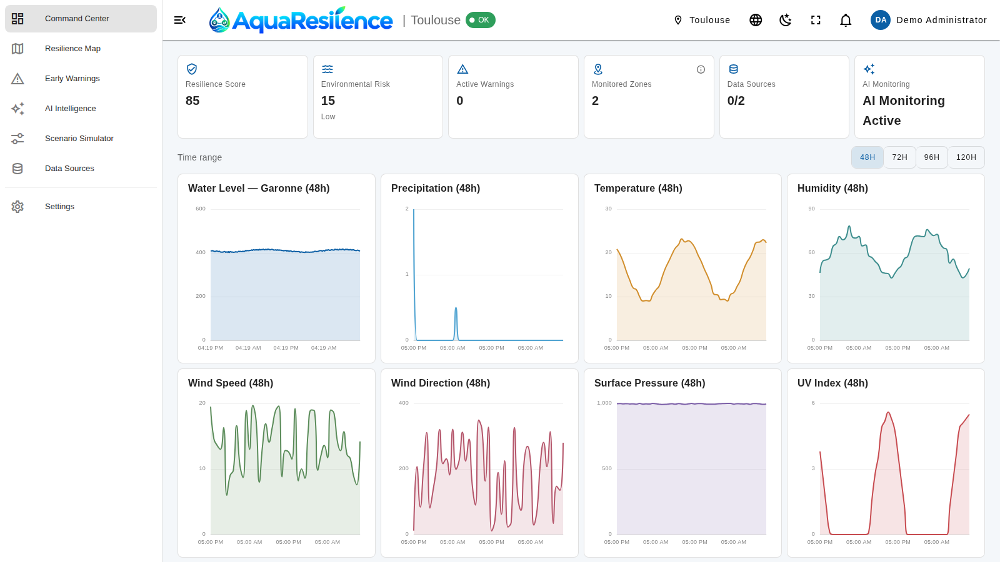 Command Center
Resilience Map
Early Warnings
AI Intelligence
Scenario Simulator
Data Sources
Settings
AquaResilence | Toulouse OK
Toulouse
DA Demo Administrator
Resilience Score
85
Environmental Risk
15
Low
Active Warnings
0
Monitored Zones
2
Data Sources
0/2
AI Monitoring
AI Monitoring
Active
Time range
48H 72H 96H 120H
Water Level — Garonne (48h)
600
400
200
0
04:19 PM 04:19 AM 04:19 PM 04:19 AM
Precipitation (48h)
2
1
0
05:00 PM 05:00 AM 05:00 PM 05:00 AM
Temperature (48h)
30
20
10
0
05:00 PM 05:00 AM 05:00 PM 05:00 AM
Humidity (48h)
90
60
30
0
05:00 PM 05:00 AM 05:00 PM 05:00 AM
Wind Speed (48h)
20
10
0
05:00 PM 05:00 AM 05:00 PM 05:00 AM
Wind Direction (48h)
400
200
0
05:00 PM 05:00 AM 05:00 PM 05:00 AM
Surface Pressure (48h)
1,000
500
0
05:00 PM 05:00 AM 05:00 PM 05:00 AM
UV Index (48h)
6
3
0
05:00 PM 05:00 AM 05:00 PM 05:00 AM